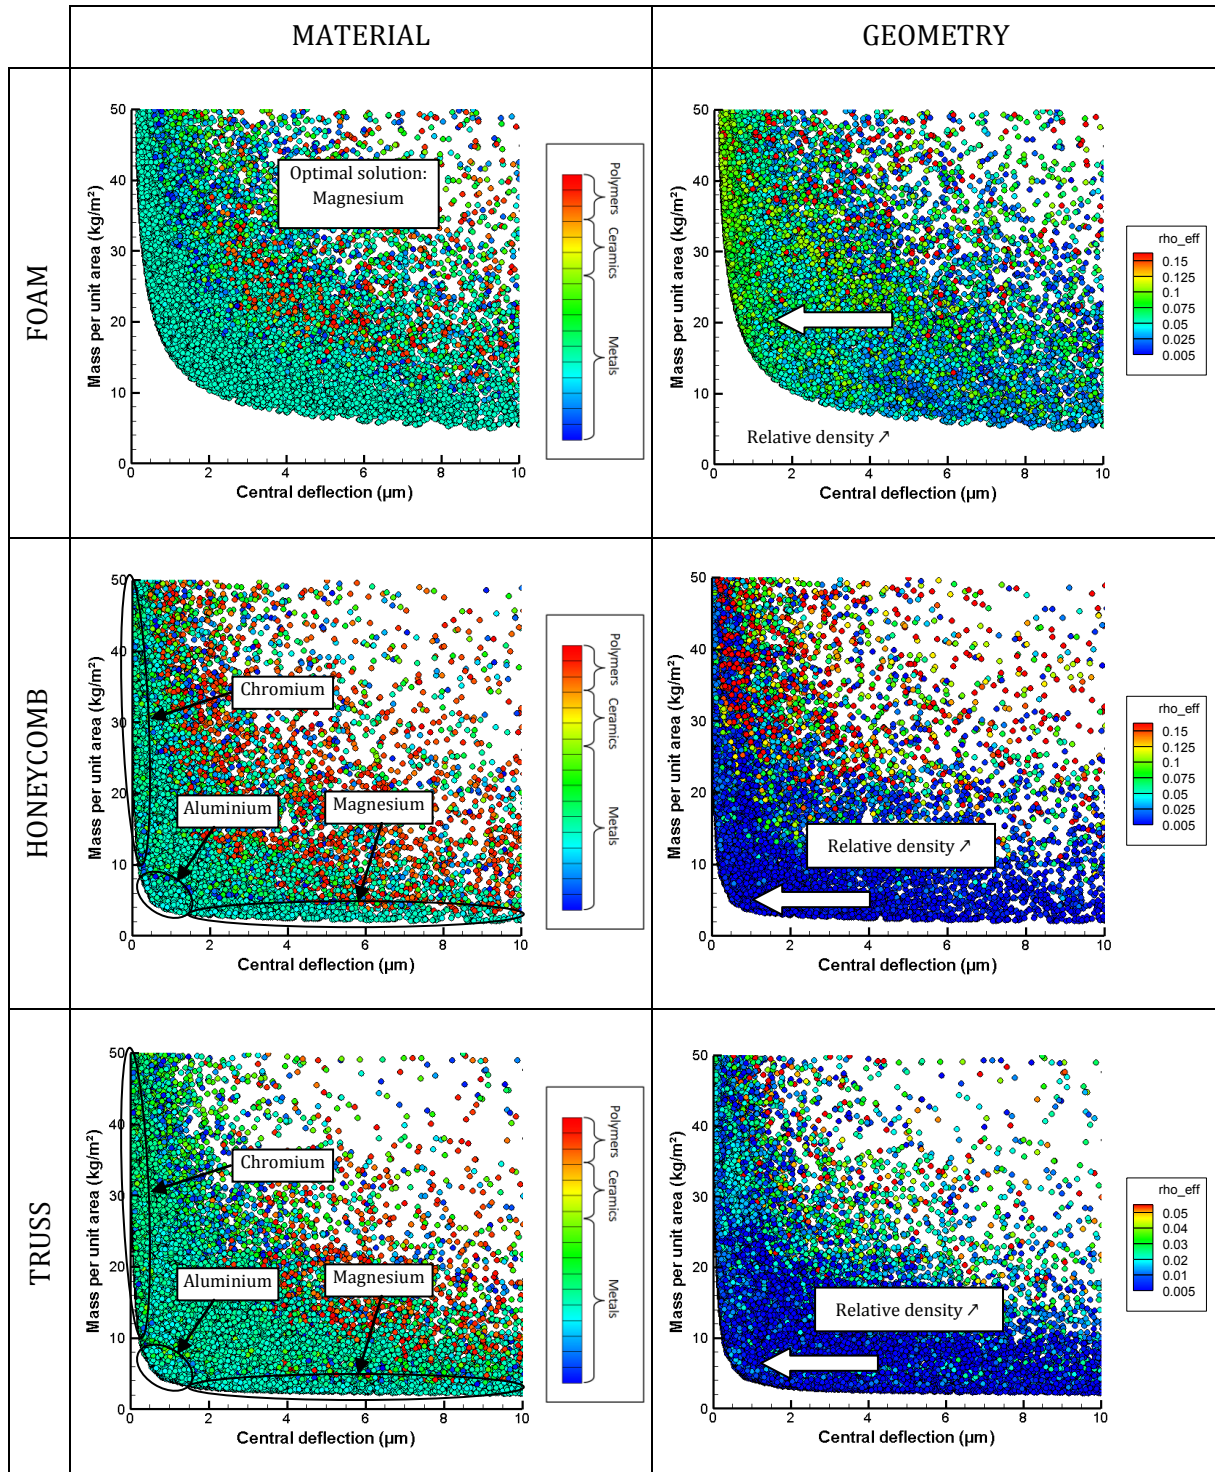 MATERIAL
GEOMETRY
FOAM
Mass per unit area (kg/m²)
50
40
30
20
10
0
0 2 4 6 8 10
Central deflection (µm)
Optimal solution:
Magnesium
Polymers
Ceramics
Metals
Mass per unit area (kg/m²)
50
40
30
20
10
0
0 2 4 6 8 10
Central deflection (µm)
Relative density ↗
rho_eff
0.15
0.125
0.1
0.075
0.05
0.025
0.005
HONEYCOMB
Mass per unit area (kg/m²)
50
40
30
20
10
0
0 2 4 6 8 10
Central deflection (µm)
Chromium
Aluminium
Magnesium
Polymers
Ceramics
Metals
Mass per unit area (kg/m²)
50
40
30
20
10
0
0 2 4 6 8 10
Central deflection (µm)
Relative density ↗
rho_eff
0.15
0.125
0.1
0.075
0.05
0.025
0.005
TRUSS
Mass per unit area (kg/m²)
50
40
30
20
10
0
0 2 4 6 8 10
Central deflection (µm)
Chromium
Aluminium
Magnesium
Polymers
Ceramics
Metals
Mass per unit area (kg/m²)
50
40
30
20
10
0
0 2 4 6 8 10
Central deflection (µm)
Relative density ↗
rho_eff
0.05
0.04
0.03
0.02
0.01
0.005